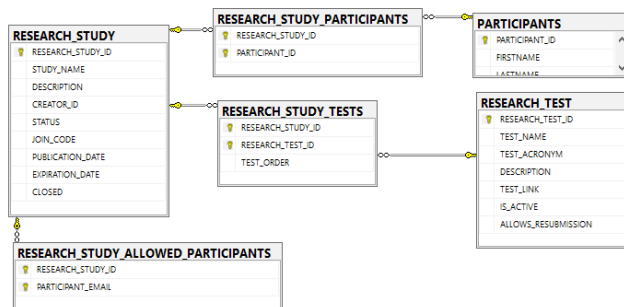 RESEARCH_STUDY
RESEARCH_STUDY_ID
STUDY_NAME
DESCRIPTION
CREATOR_ID
STATUS
JOIN_CODE
PUBLICATION_DATE
EXPIRATION_DATE
CLOSED
RESEARCH_STUDY_PARTICIPANTS
RESEARCH_STUDY_ID
PARTICIPANT_ID
PARTICIPANTS
PARTICIPANT_ID
FIRSTNAME
LASTNAME
RESEARCH_STUDY_TESTS
RESEARCH_STUDY_ID
RESEARCH_TEST_ID
TEST_ORDER
RESEARCH_TEST
RESEARCH_TEST_ID
TEST_NAME
TEST_ACRONYM
DESCRIPTION
TEST_LINK
IS_ACTIVE
ALLOWS_RESUBMISSION
RESEARCH_STUDY_ALLOWED_PARTICIPANTS
RESEARCH_STUDY_ID
PARTICIPANT_EMAIL